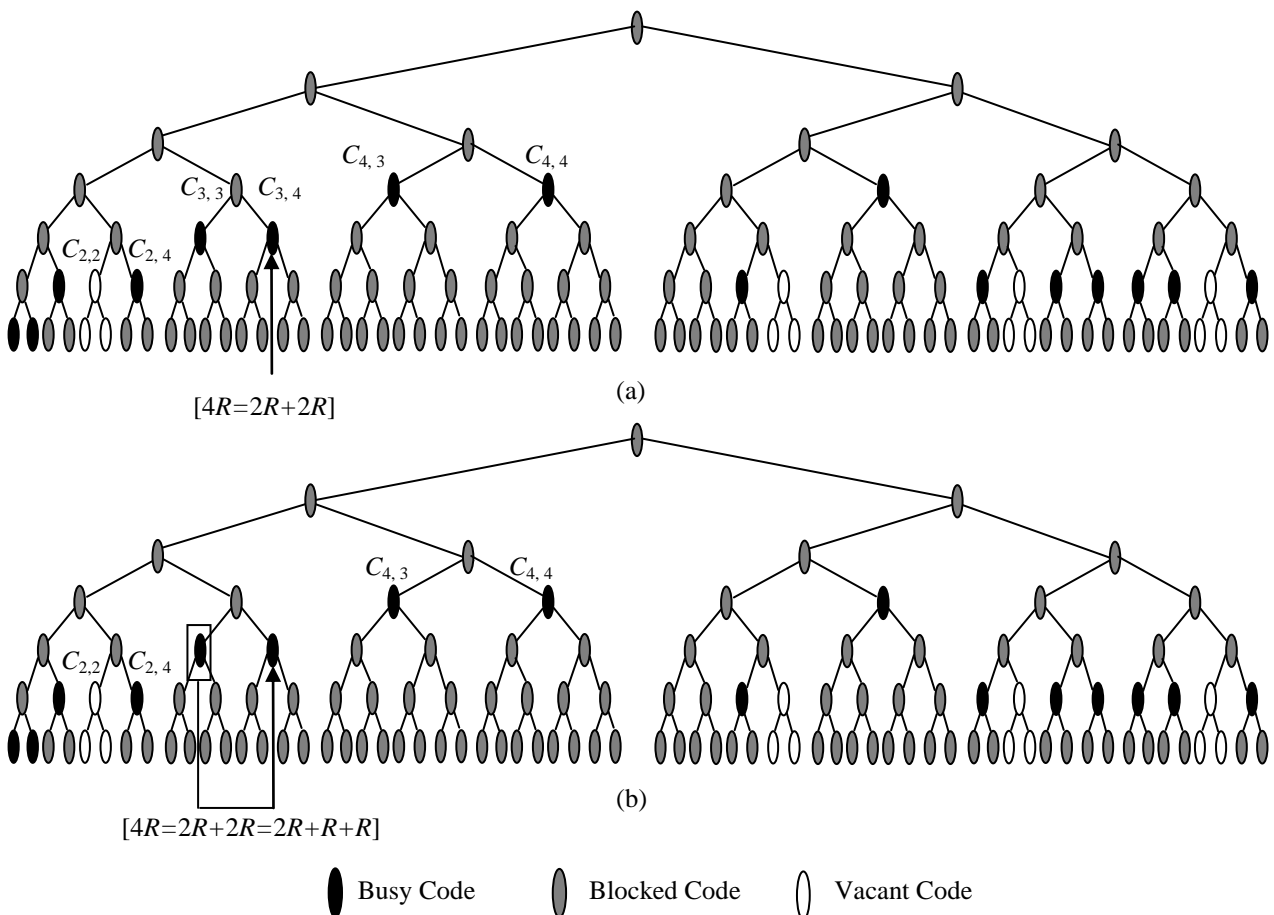 C4, 3
C4, 4
C3, 3
C3, 4
C2,2
C2, 4
(a)
[4R=2R+2R]
C4, 3
C4, 4
C2,2
C2, 4
(b)
[4R=2R+2R=2R+R+R]
Busy Code
Blocked Code
Vacant Code